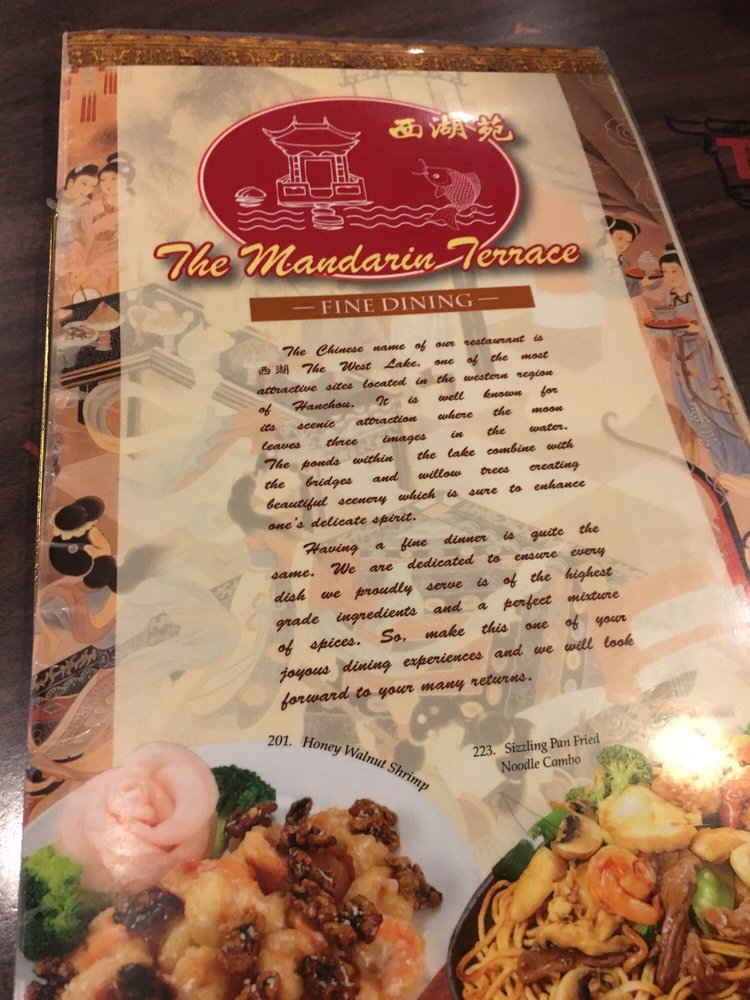 西湖苑
The Mandarin Terrace
— FINE DINING —
The Chinese name of our restaurant is
西湖 The West Lake, one of the most
attractive sites located in the western region
of Hanchou. It is well known for
its scenic attraction where the moon
leaves three images in the water.
The ponds within the lake combine with
the bridges and willow trees creating
beautiful scenery which is sure to enhance
one's delicate spirit.
Having a fine dinner is quite the
same. We are dedicated to ensure every
dish we proudly serve is of the highest
grade ingredients and a perfect mixture
of spices. So, make this one of your
joyous dining experiences and we will look
forward to your many returns.
201. Honey Walnut Shrimp
223. Sizzling Pan Fried
Noodle Combo